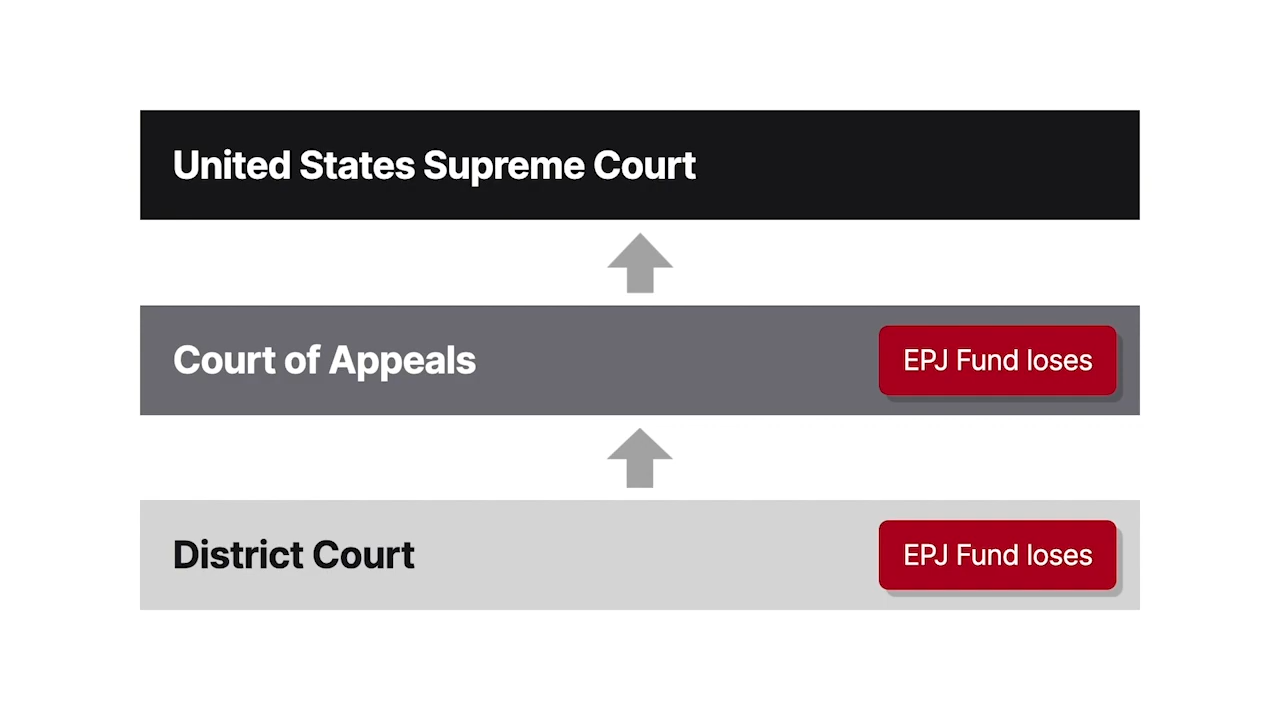 United States Supreme Court
Court of Appeals
EPJ Fund loses
District Court
EPJ Fund loses